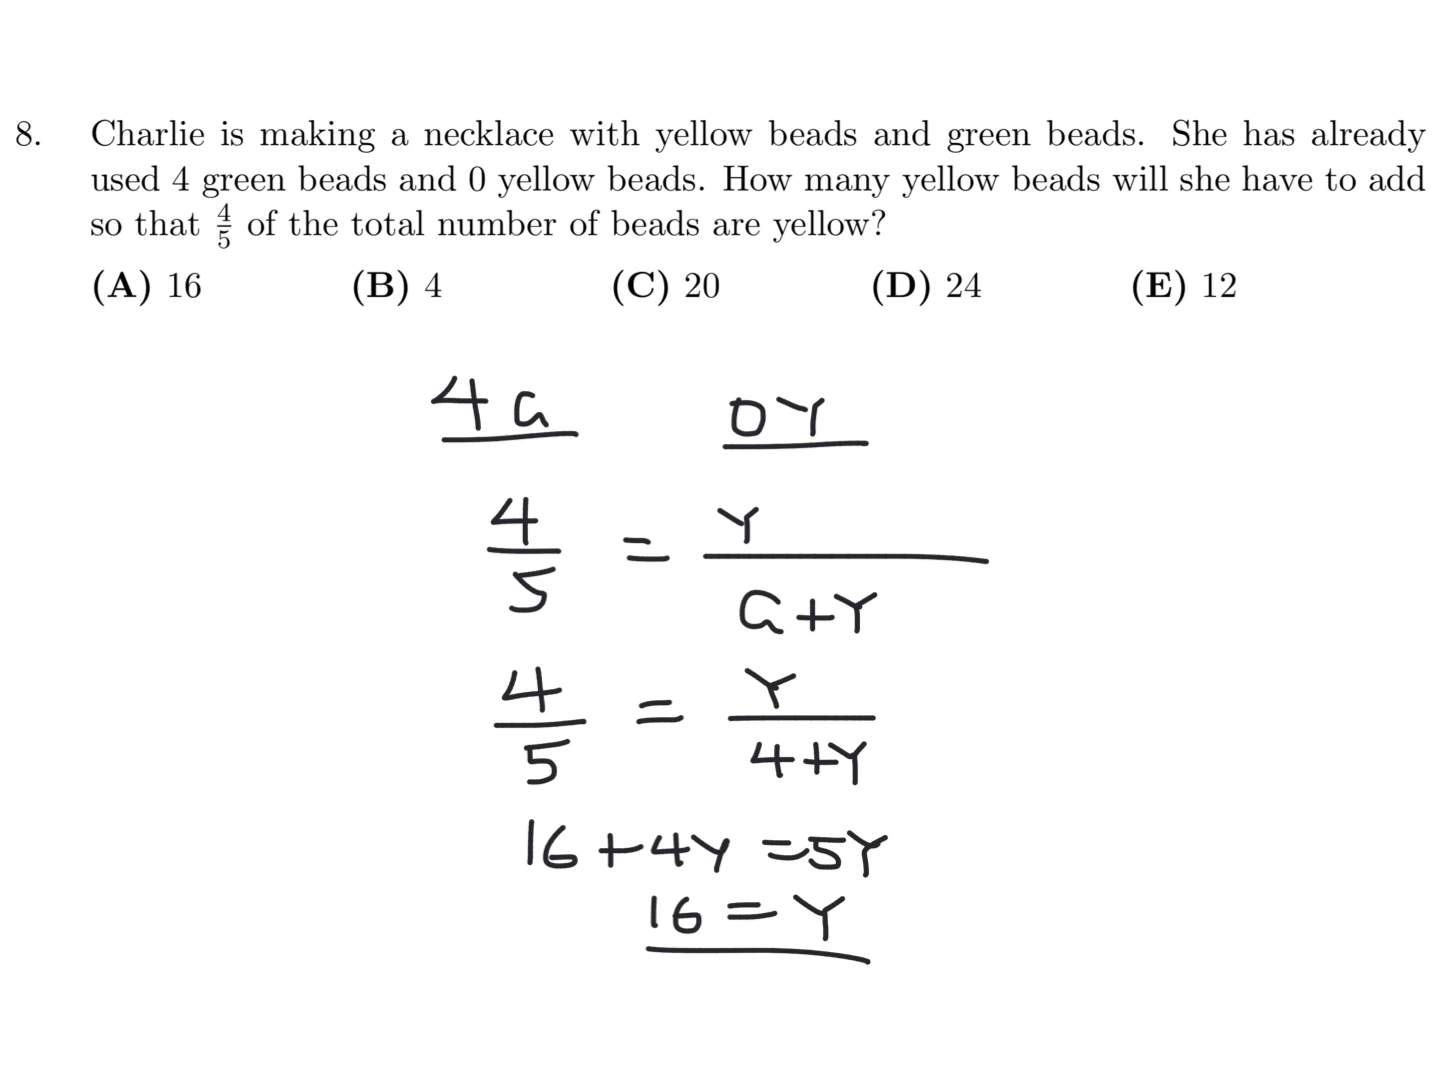 8. Charlie is making a necklace with yellow beads and green beads. She has already
used 4 green beads and 0 yellow beads. How many yellow beads will she have to add
so that 4/5 of the total number of beads are yellow?
(A) 16 (B) 4 (C) 20 (D) 24 (E) 12
4 G 0 Y
4/5 = Y/(G+Y)
4/5 = Y/(4+Y)
16 + 4Y = 5Y
16 = Y